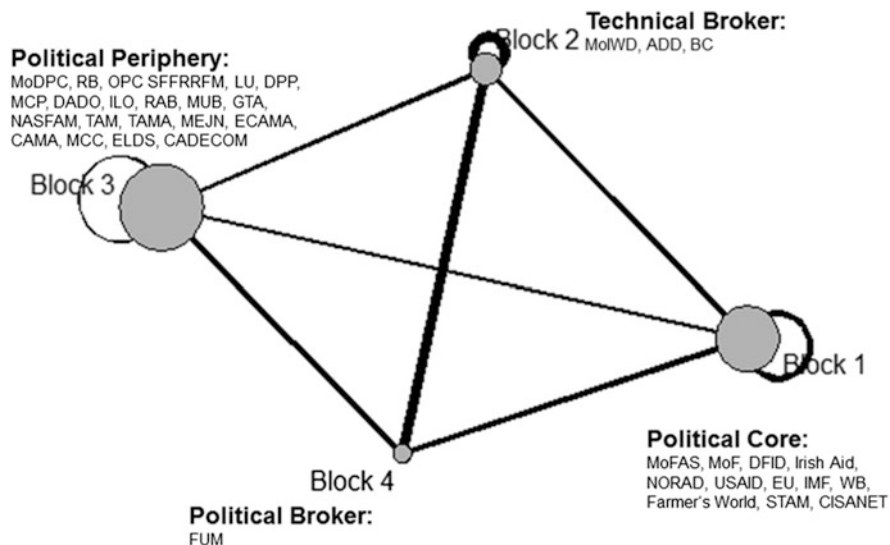 Technical Broker:
Block 2
MoIWD, ADD, BC
Political Periphery:
MoDPC, RB, OPC SFFRRFM, LU, DPP,
MCP, DADO, ILO, RAB, MUB, GTA,
NASFAM, TAM, TAMA, MEJN, ECAMA,
CAMA, MCC, ELDS, CADECOM
Block 3
Block 1
Political Core:
MoFAS, MoF, DFID, Irish Aid,
NORAD, USAID, EU, IMF, WB,
Farmer's World, STAM, CISANET
Block 4
Political Broker:
FUM